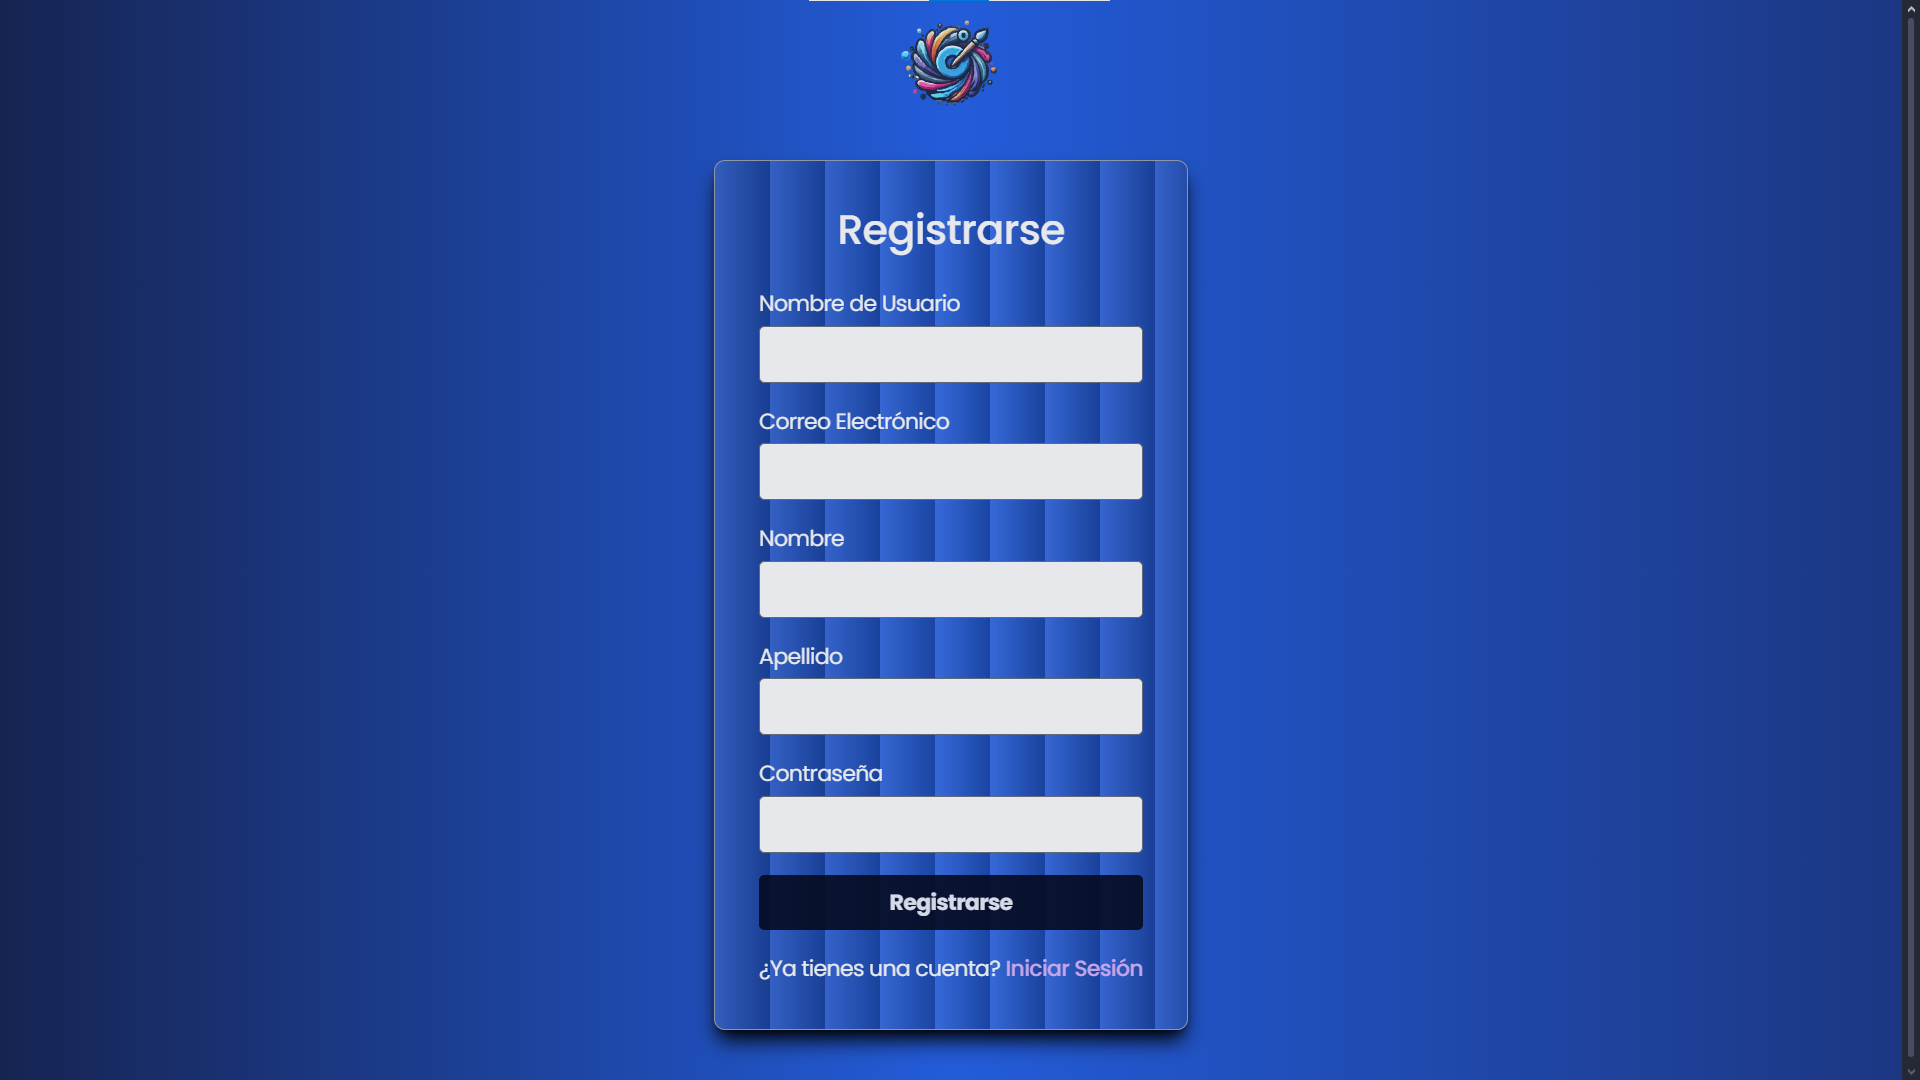 Registrarse
Nombre de Usuario
Correo Electrónico
Nombre
Apellido
Contraseña
Registrarse
¿Ya tienes una cuenta? Iniciar Sesión